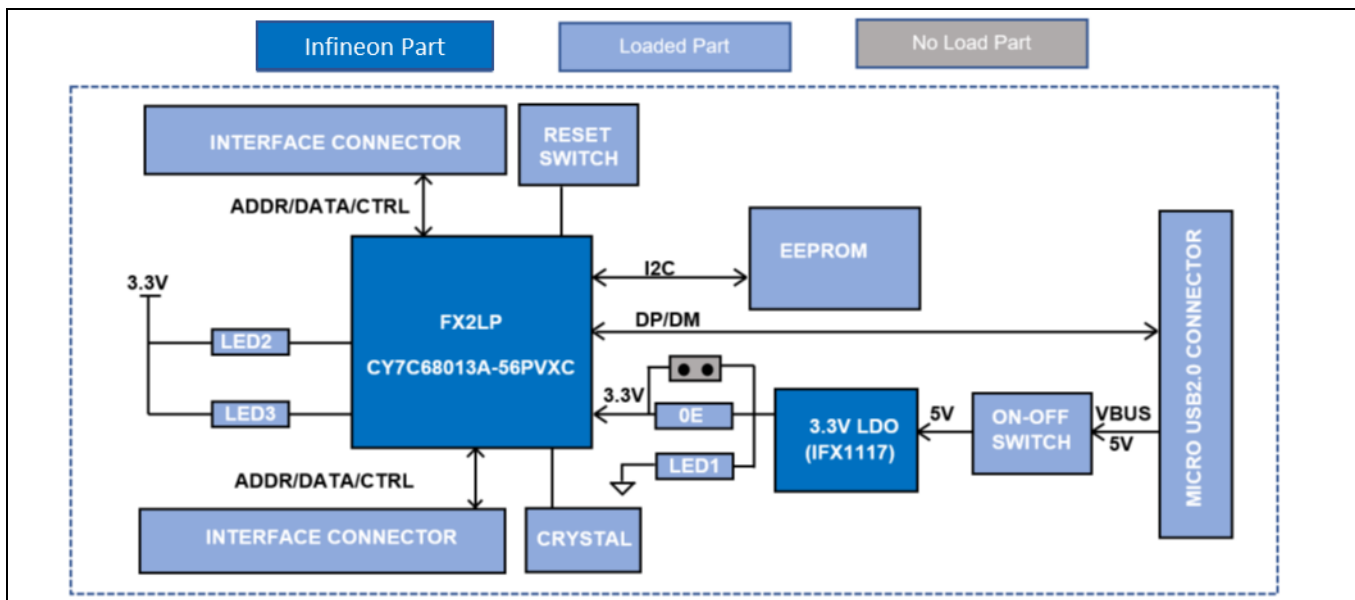 Infineon Part
Loaded Part
No Load Part
INTERFACE CONNECTOR
RESET
SWITCH
ADDR/DATA/CTRL
EEPROM
I2C
3.3V
FX2LP
CY7C68013A-56PVXC
DP/DM
LED2
LED3
3.3V
0E
LED1
3.3V LDO
(IFX1117)
5V
ON-OFF
SWITCH
VBUS
5V
MICRO USB2.0 CONNECTOR
ADDR/DATA/CTRL
INTERFACE CONNECTOR
CRYSTAL